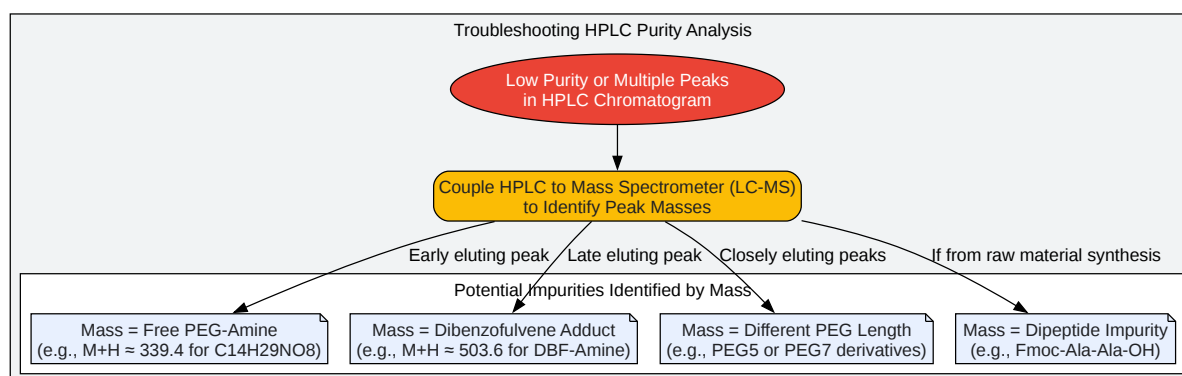 Troubleshooting HPLC Purity Analysis
Low Purity or Multiple Peaks
in HPLC Chromatogram
Couple HPLC to Mass Spectrometer (LC-MS)
to Identify Peak Masses
Early eluting peak
Late eluting peak
Closely eluting peaks
If from raw material synthesis
Potential Impurities Identified by Mass
Mass = Free PEG-Amine
(e.g., M+H ≈ 339.4 for C14H29NO8)
Mass = Dibenzofulvene Adduct
(e.g., M+H ≈ 503.6 for DBF-Amine)
Mass = Different PEG Length
(e.g., PEG5 or PEG7 derivatives)
Mass = Dipeptide Impurity
(e.g., Fmoc-Ala-Ala-OH)